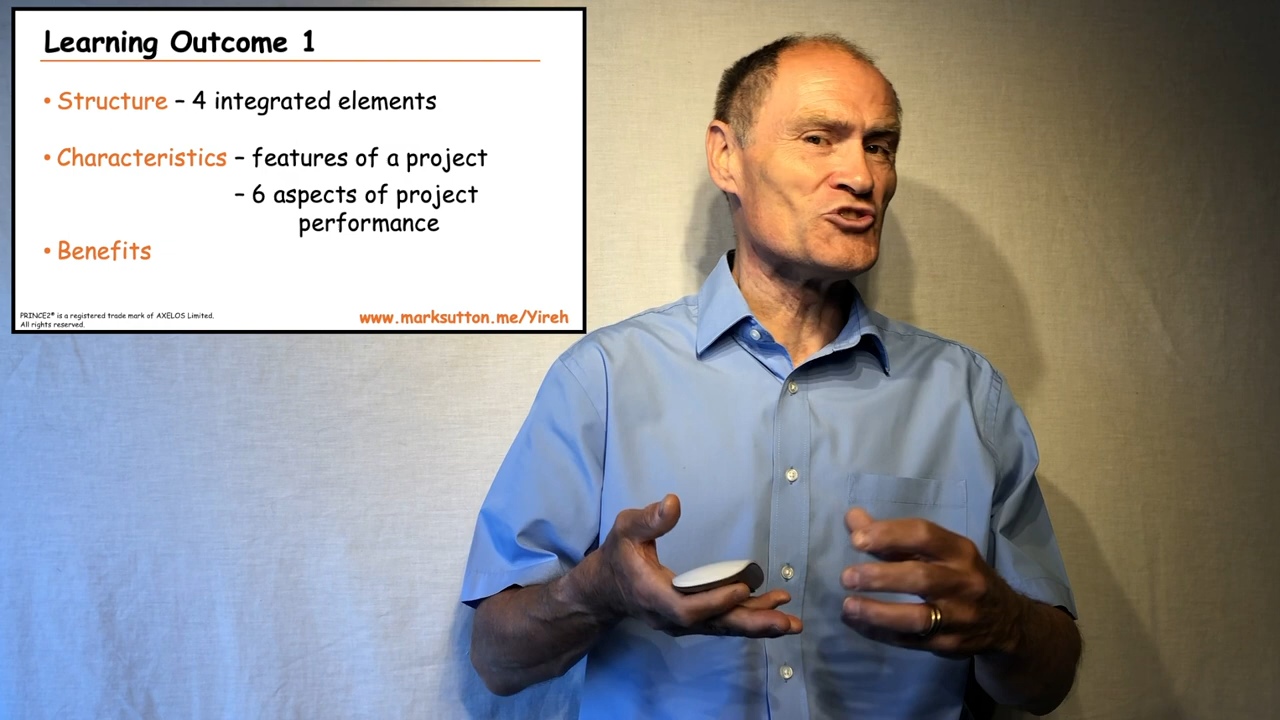 Learning Outcome 1
• Structure – 4 integrated elements
• Characteristics – features of a project
– 6 aspects of project
performance
• Benefits
PRINCE2® is a registered trade mark of AXELOS Limited.
All rights reserved.
www.marksutton.me/Yireh